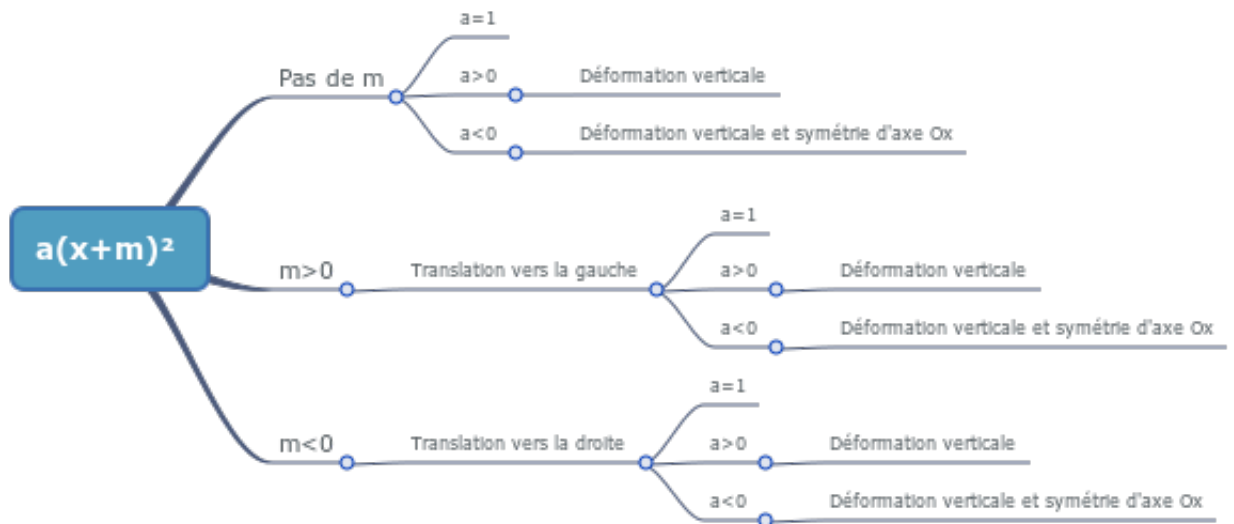 a(x+m)²
Pas de m
a=1
a>0
Déformation verticale
a<0
Déformation verticale et symétrie d'axe Ox
m>0
Translation vers la gauche
a=1
a>0
Déformation verticale
a<0
Déformation verticale et symétrie d'axe Ox
m<0
Translation vers la droite
a=1
a>0
Déformation verticale
a<0
Déformation verticale et symétrie d'axe Ox